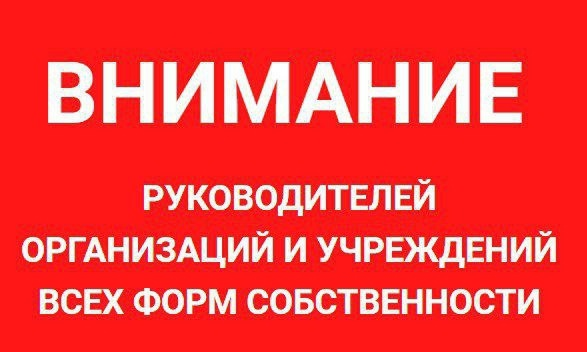 ВНИМАНИЕ
РУКОВОДИТЕЛЕЙ
ОРГАНИЗАЦИЙ И УЧРЕЖДЕНИЙ
ВСЕХ ФОРМ СОБСТВЕННОСТИ